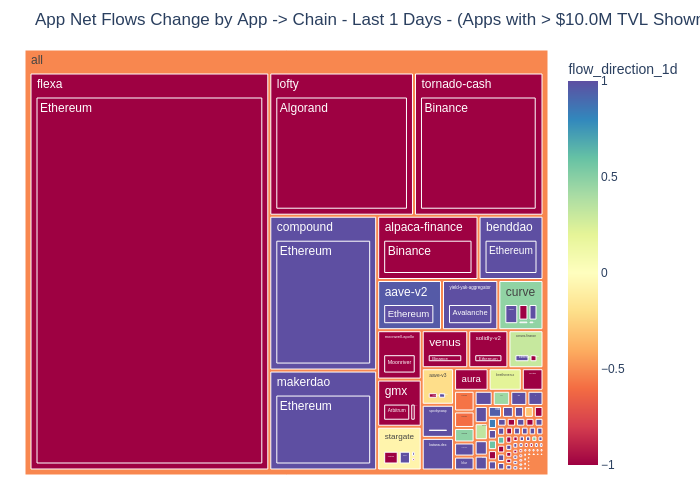 App Net Flows Change by App -> Chain - Last 1 Days - (Apps with > $10.0M TVL Shown
all
flexa
Ethereum
lofty
Algorand
tornado-cash
Binance
compound
Ethereum
alpaca-finance
Binance
benddao
Ethereum
aave-v2
Ethereum
yield-yak-aggregator
Avalanche
curve
makerdao
Ethereum
moonwell-apollo
Moonriver
venus
Binance
solidly-v2
Ethereum
gmx
Arbitrum
aave-v3
aura
stargate
flow_direction_1d
1
0.5
0
−0.5
−1